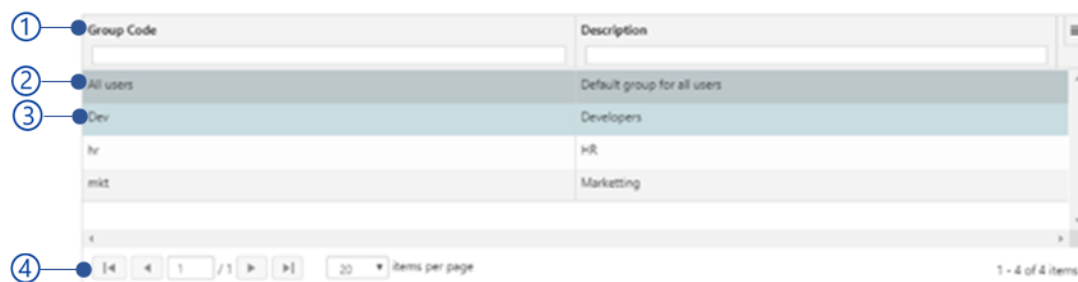 1 Group Code Description
2 All users Default group for all users
3 Dev Developers
hr HR
mkt Marketting
4 1 / 1 20 items per page 1 - 4 of 4 items